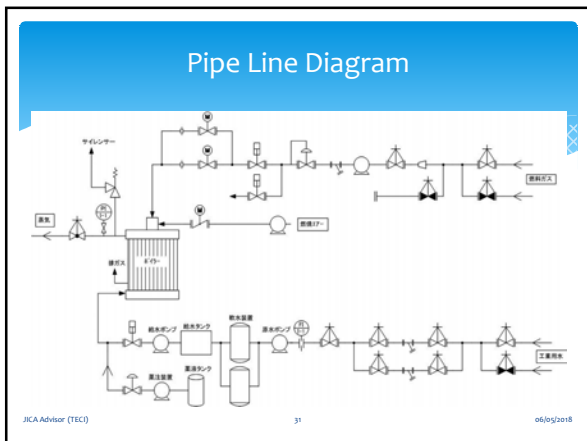 Pipe Line Diagram
サイレンサー
蒸気
燃料ガス
燃焼エアー
排ガス
ボイラー
給水ポンプ
給水タンク
軟水装置
原水ポンプ
工業用水
薬注装置
薬液タンク
JICA Advisor (TECI)
31
06/05/2018